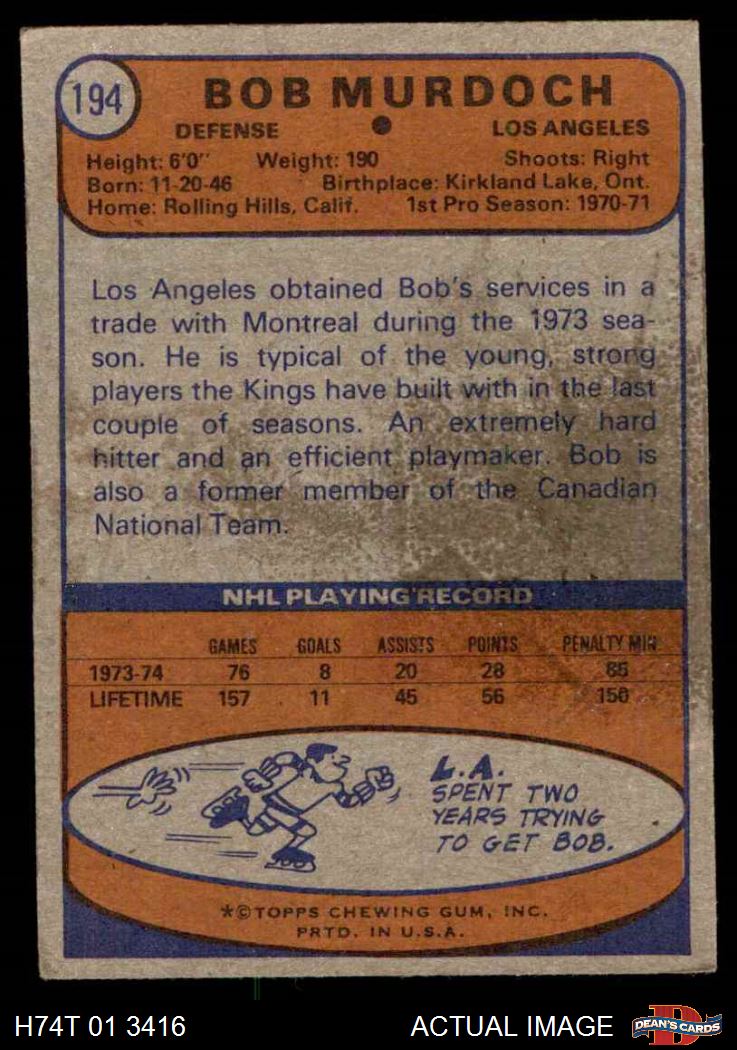 194
BOB MURDOCH
DEFENSE • LOS ANGELES
Height: 6'0" Weight: 190 Shoots: Right
Born: 11-20-46 Birthplace: Kirkland Lake, Ont.
Home: Rolling Hills, Calif. 1st Pro Season: 1970-71
Los Angeles obtained Bob's services in a
trade with Montreal during the 1973 sea-
son. He is typical of the young, strong
players the Kings have built with in the last
couple of seasons. An extremely hard
hitter and an efficient playmaker. Bob is
also a former member of the Canadian
National Team.
NHL PLAYING RECORD
GAMES GOALS ASSISTS POINTS PENALTY MIN
1973-74 76 8 20 28 85
LIFETIME 157 11 45 56 150
L.A.
SPENT TWO
YEARS TRYING
TO GET BOB.
*©TOPPS CHEWING GUM, INC.
PRTD. IN U.S.A.
H74T 01 3416 ACTUAL IMAGE DEAN'S CARDS